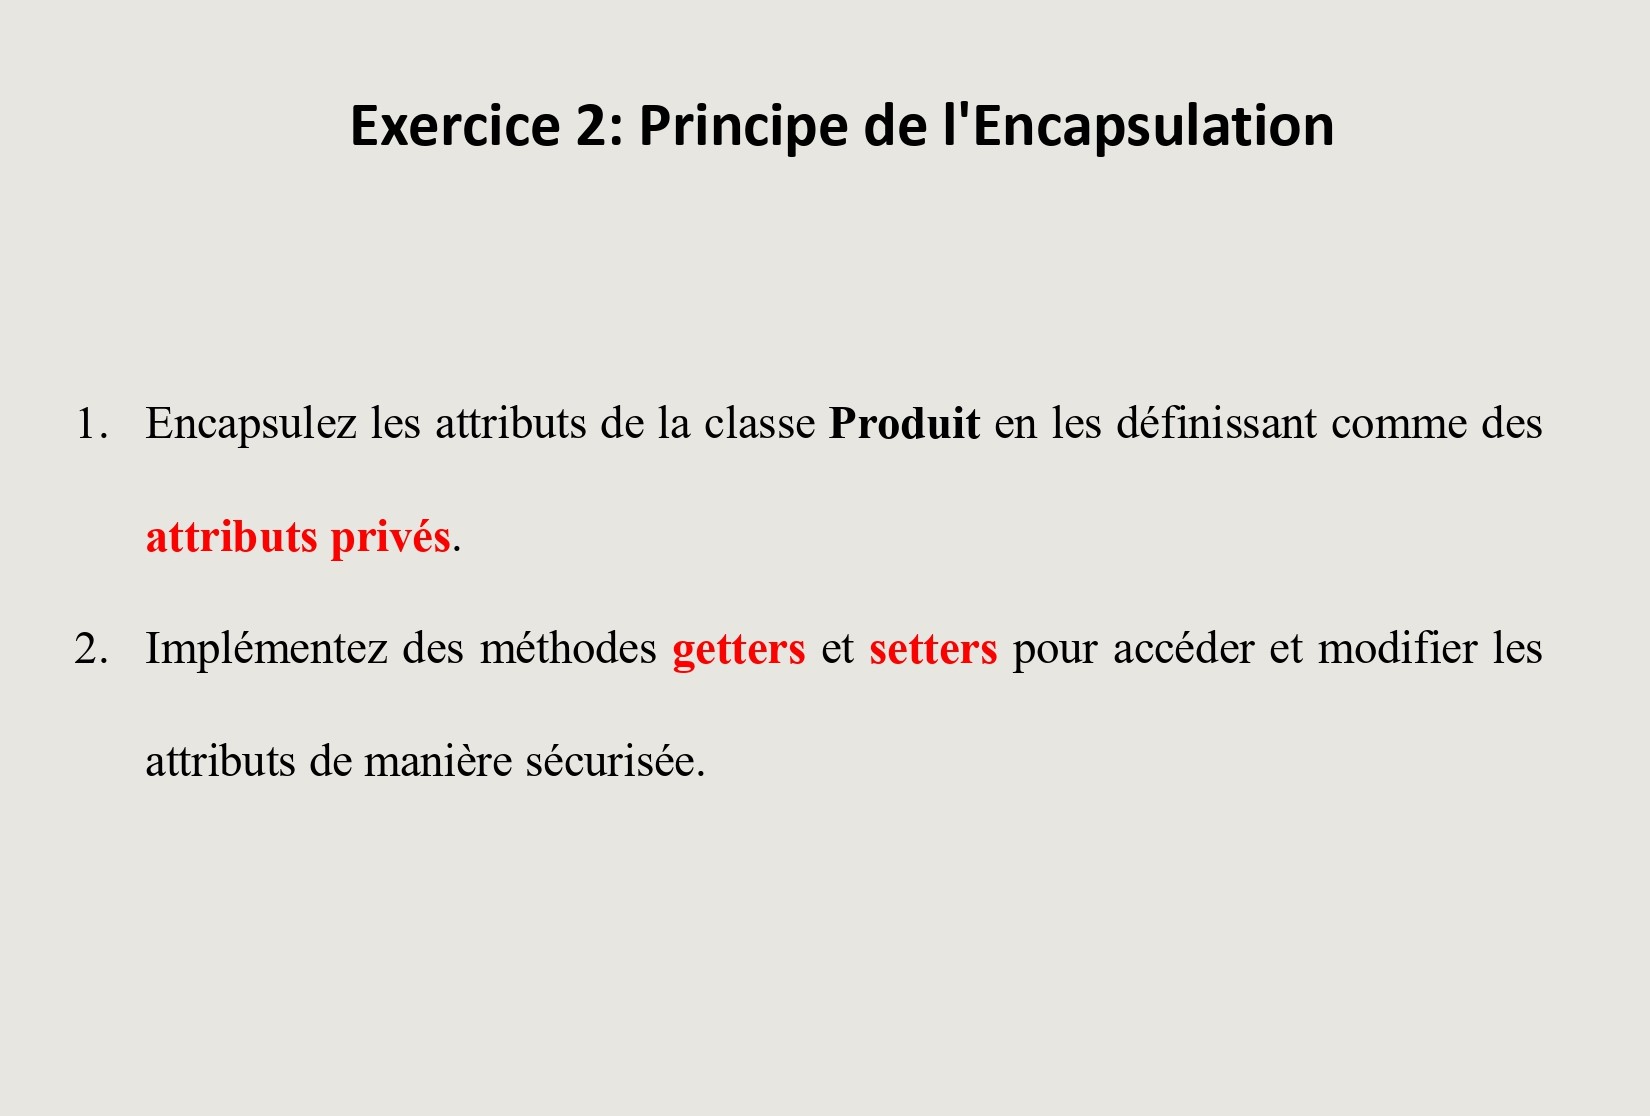 Exercice 2: Principe de l'Encapsulation
1. Encapsulez les attributs de la classe Produit en les définissant comme des
attributs privés.
2. Implémentez des méthodes getters et setters pour accéder et modifier les
attributs de manière sécurisée.